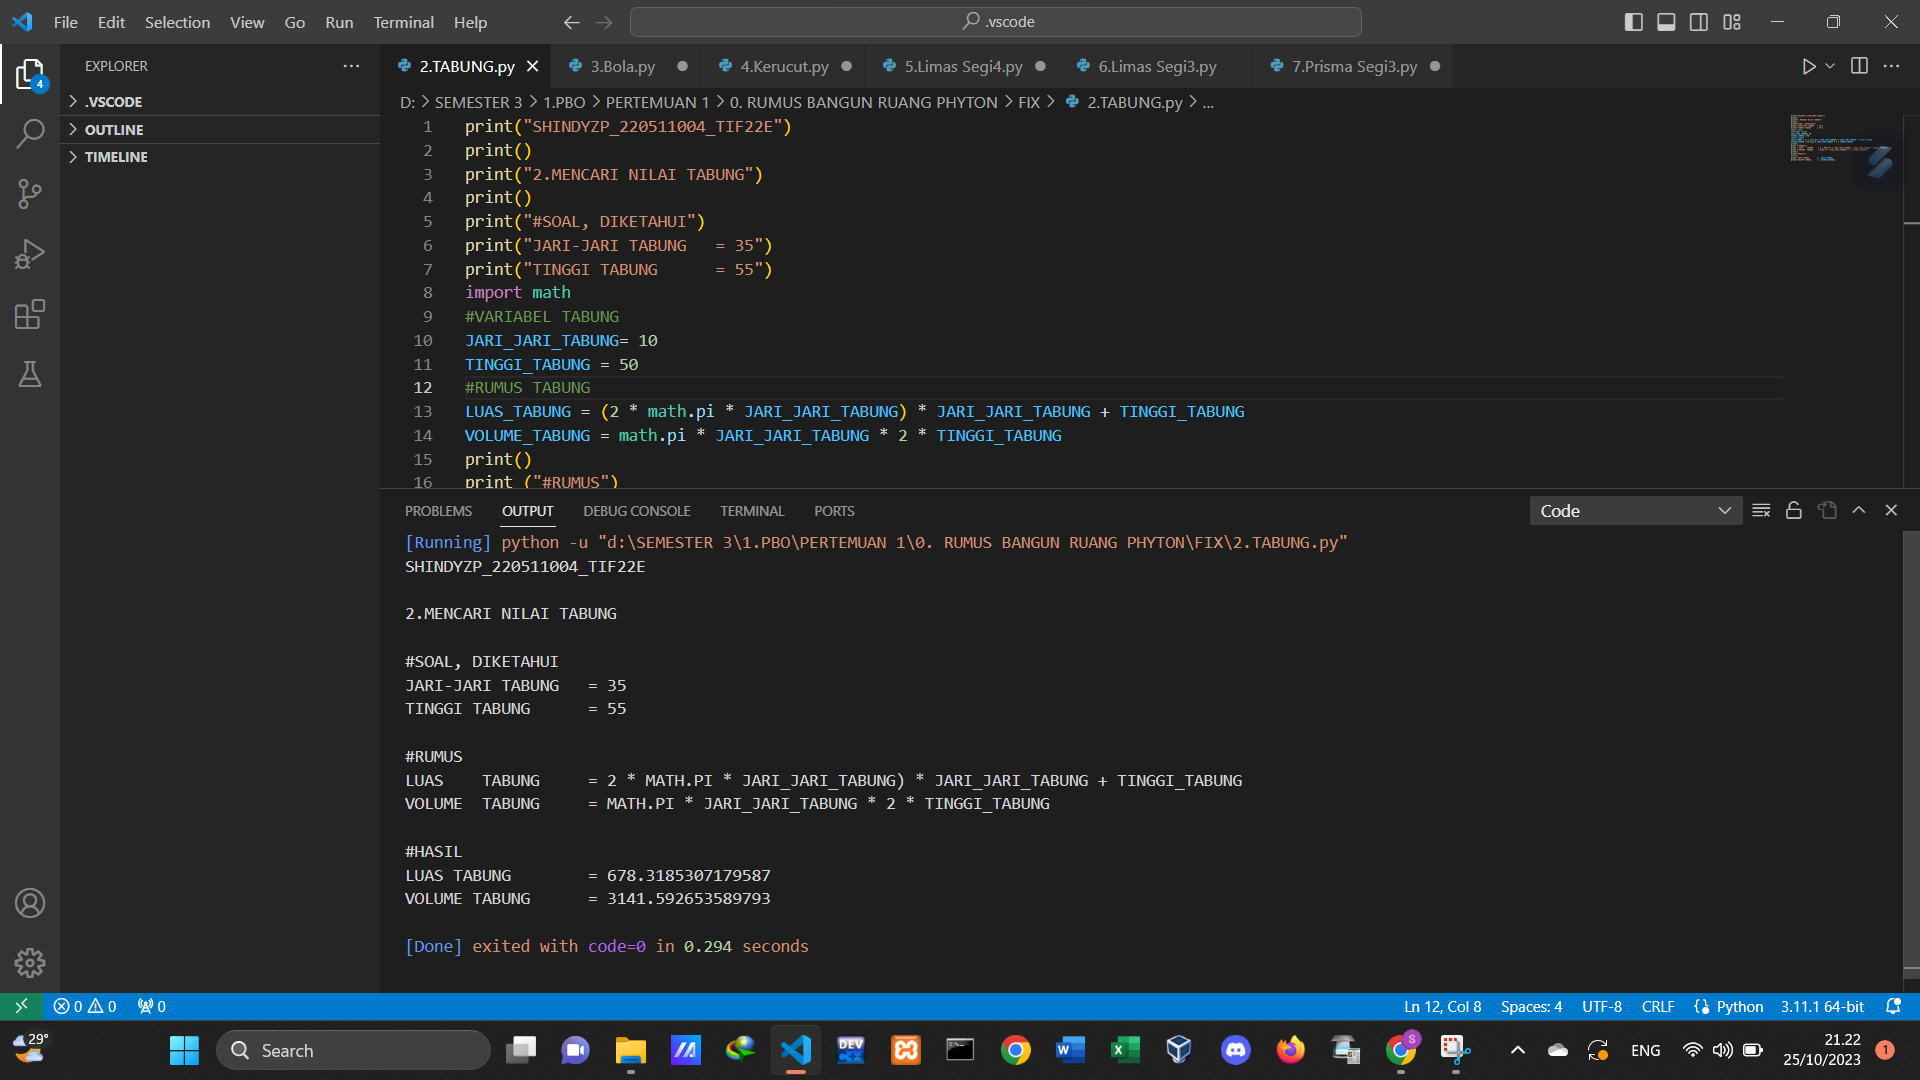 File Edit Selection View Go Run Terminal Help
.vscode
EXPLORER
.VSCODE
OUTLINE
TIMELINE
4
2.TABUNG.py
3.Bola.py
4.Kerucut.py
5.Limas Segi4.py
6.Limas Segi3.py
7.Prisma Segi3.py
D: > SEMESTER 3 > 1.PBO > PERTEMUAN 1 > 0. RUMUS BANGUN RUANG PHYTON > FIX > 2.TABUNG.py > ...
1 print("SHINDYZP_220511004_TIF22E")
2 print()
3 print("2.MENCARI NILAI TABUNG")
4 print()
5 print("#SOAL, DIKETAHUI")
6 print("JARI-JARI TABUNG   = 35")
7 print("TINGGI TABUNG      = 55")
8 import math
9 #VARIABEL TABUNG
10 JARI_JARI_TABUNG= 10
11 TINGGI_TABUNG = 50
12 #RUMUS TABUNG
13 LUAS_TABUNG = (2 * math.pi * JARI_JARI_TABUNG) * JARI_JARI_TABUNG + TINGGI_TABUNG
14 VOLUME_TABUNG = math.pi * JARI_JARI_TABUNG * 2 * TINGGI_TABUNG
15 print()
16 print ("#RUMUS")
PROBLEMS OUTPUT DEBUG CONSOLE TERMINAL PORTS
Code
[Running] python -u "d:\SEMESTER 3\1.PBO\PERTEMUAN 1\0. RUMUS BANGUN RUANG PHYTON\FIX\2.TABUNG.py"
SHINDYZP_220511004_TIF22E
2.MENCARI NILAI TABUNG
#SOAL, DIKETAHUI
JARI-JARI TABUNG   = 35
TINGGI TABUNG      = 55
#RUMUS
LUAS    TABUNG     = 2 * MATH.PI * JARI_JARI_TABUNG) * JARI_JARI_TABUNG + TINGGI_TABUNG
VOLUME  TABUNG     = MATH.PI * JARI_JARI_TABUNG * 2 * TINGGI_TABUNG
#HASIL
LUAS TABUNG        = 678.3185307179587
VOLUME TABUNG      = 3141.592653589793
[Done] exited with code=0 in 0.294 seconds
0 0 0
Ln 12, Col 8 Spaces: 4 UTF-8 CRLF Python 3.11.1 64-bit
29°
Search
DEV C++
W
X
S
ENG
21.22
25/10/2023
1